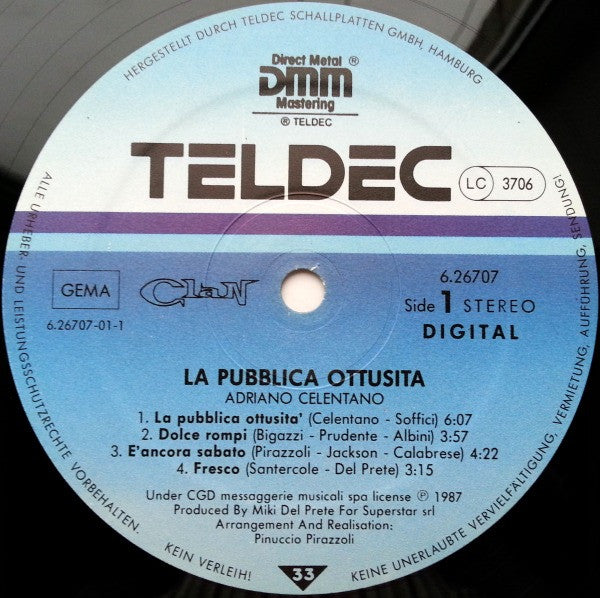 HERGESTELLT DURCH TELDEC SCHALLPLATTEN GMBH, HAMBURG
Direct Metal ®
DMM
Mastering
® TELDEC
TELDEC
LC 3706
GEMA
6.26707-01-1
Clan
6.26707
Side 1 STEREO
DIGITAL
LA PUBBLICA OTTUSITA
ADRIANO CELENTANO
1. La pubblica ottusita' (Celentano - Soffici) 6:07
2. Dolce rompi (Bigazzi - Prudente - Albini) 3:57
3. E'ancora sabato (Pirazzoli - Jackson - Calabrese) 4:22
4. Fresco (Santercole - Del Prete) 3:15
Under CGD messaggerie musicali spa license ℗ 1987
Produced By Miki Del Prete For Superstar srl
Arrangement And Realisation:
Pinuccio Pirazzoli
33
ALLE URHEBER- UND LEISTUNGSSCHUTZRECHTE VORBEHALTEN.
KEIN VERLEIH!
KEINE UNERLAUBTE VERVIELFÄLTIGUNG, VERMIETUNG, AUFFÜHRUNG, SENDUNG!